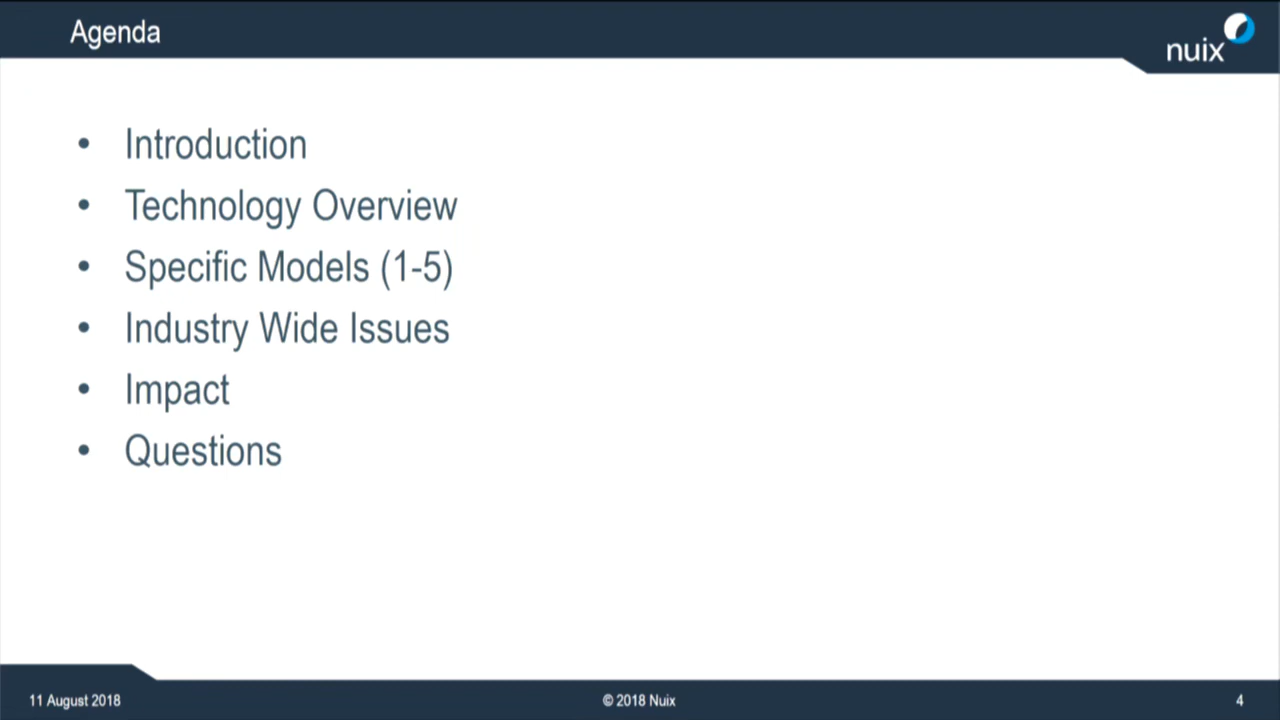 Agenda
nuix
• Introduction
• Technology Overview
• Specific Models (1-5)
• Industry Wide Issues
• Impact
• Questions
11 August 2018
© 2018 Nuix
4